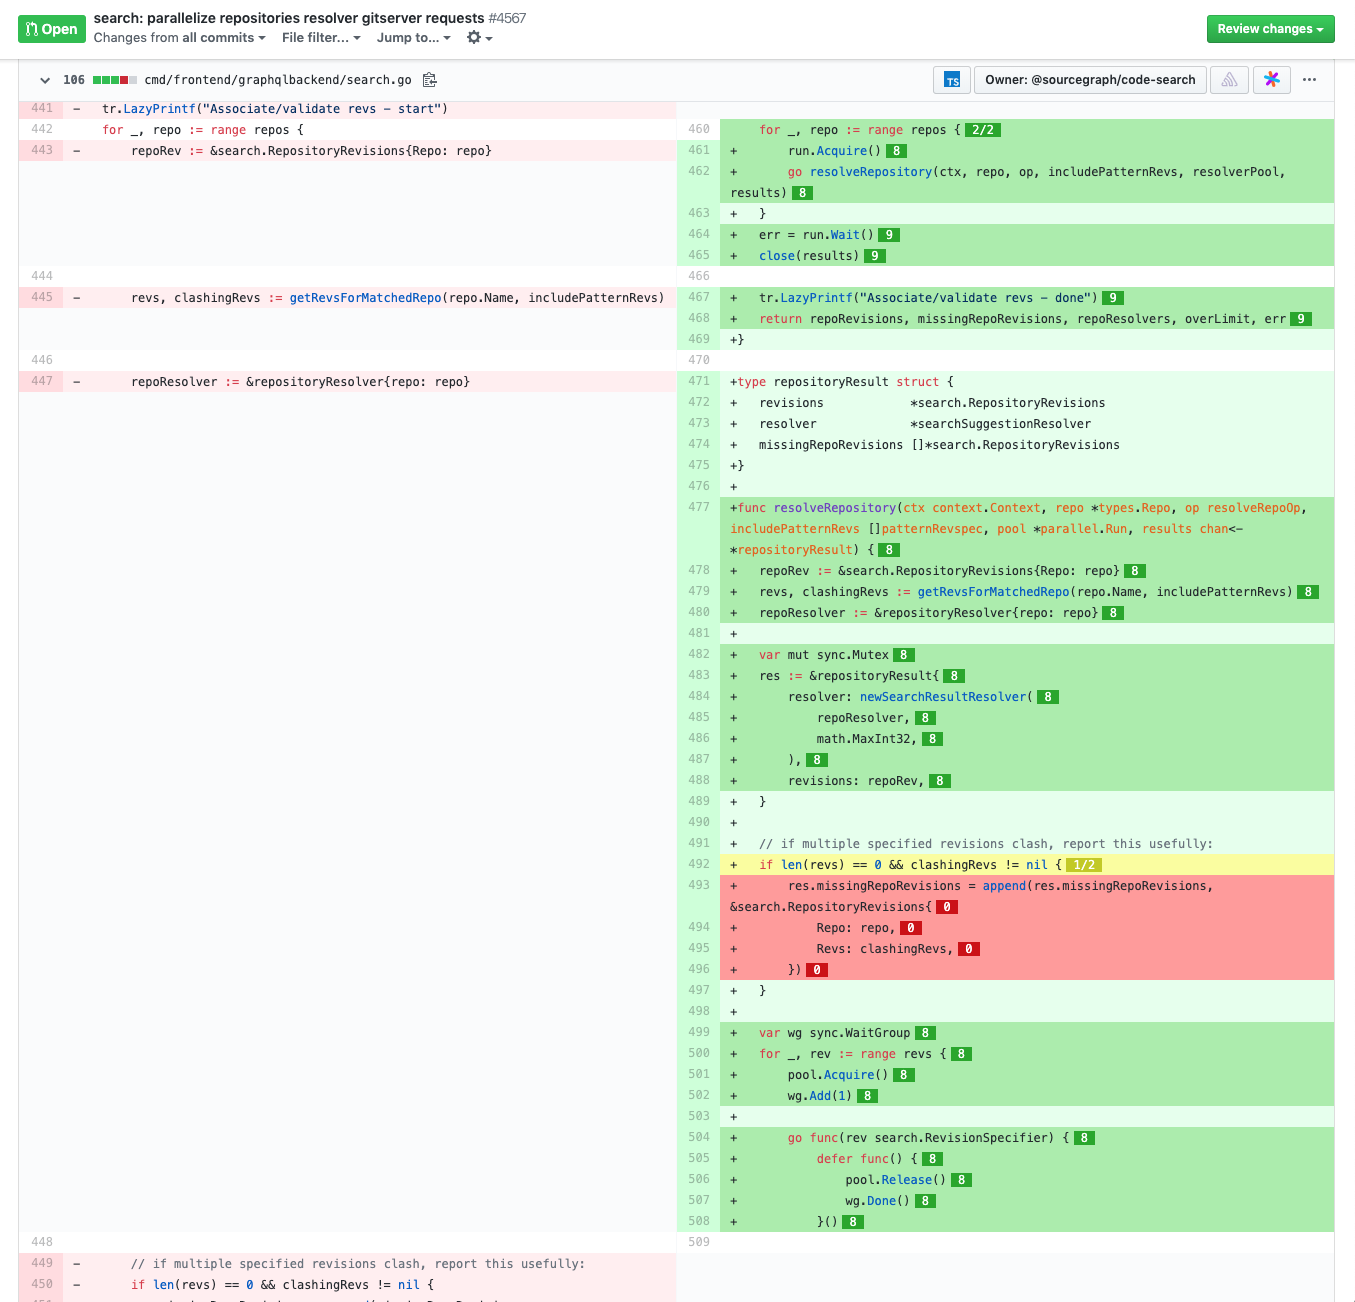 Open
search: parallelize repositories resolver gitserver requests #4567
Changes from all commits File filter... Jump to...
Review changes
106 cmd/frontend/graphqlbackend/search.go
TS
Owner: @sourcegraph/code-search
441 - tr.LazyPrintf("Associate/validate revs - start")
442 for _, repo := range repos {
460 for _, repo := range repos { 2/2
443 - repoRev := &search.RepositoryRevisions{Repo: repo}
461 + run.Acquire() 8
462 + go resolveRepository(ctx, repo, op, includePatternRevs, resolverPool,
results) 8
463 + }
464 + err = run.Wait() 9
465 + close(results) 9
444 466
445 - revs, clashingRevs := getRevsForMatchedRepo(repo.Name, includePatternRevs)
467 + tr.LazyPrintf("Associate/validate revs - done") 9
468 + return repoRevisions, missingRepoRevisions, repoResolvers, overLimit, err 9
469 +}
446 470
447 - repoResolver := &repositoryResolver{repo: repo}
471 +type repositoryResult struct {
472 + revisions *search.RepositoryRevisions
473 + resolver *searchSuggestionResolver
474 + missingRepoRevisions []*search.RepositoryRevisions
475 +}
476 +
477 +func resolveRepository(ctx context.Context, repo *types.Repo, op resolveRepoOp,
includePatternRevs []patternRevspec, pool *parallel.Run, results chan<-
*repositoryResult) { 8
478 + repoRev := &search.RepositoryRevisions{Repo: repo} 8
479 + revs, clashingRevs := getRevsForMatchedRepo(repo.Name, includePatternRevs) 8
480 + repoResolver := &repositoryResolver{repo: repo} 8
481 +
482 + var mut sync.Mutex 8
483 + res := &repositoryResult{ 8
484 + resolver: newSearchResultResolver( 8
485 + repoResolver, 8
486 + math.MaxInt32, 8
487 + ), 8
488 + revisions: repoRev, 8
489 + }
490 +
491 + // if multiple specified revisions clash, report this usefully:
492 + if len(revs) == 0 && clashingRevs != nil { 1/2
493 + res.missingRepoRevisions = append(res.missingRepoRevisions,
&search.RepositoryRevisions{ 0
494 + Repo: repo, 0
495 + Revs: clashingRevs, 0
496 + }) 0
497 + }
498 +
499 + var wg sync.WaitGroup 8
500 + for _, rev := range revs { 8
501 + pool.Acquire() 8
502 + wg.Add(1) 8
503 +
504 + go func(rev search.RevisionSpecifier) { 8
505 + defer func() { 8
506 + pool.Release() 8
507 + wg.Done() 8
508 + }() 8
448 509
449 - // if multiple specified revisions clash, report this usefully:
450 - if len(revs) == 0 && clashingRevs != nil {